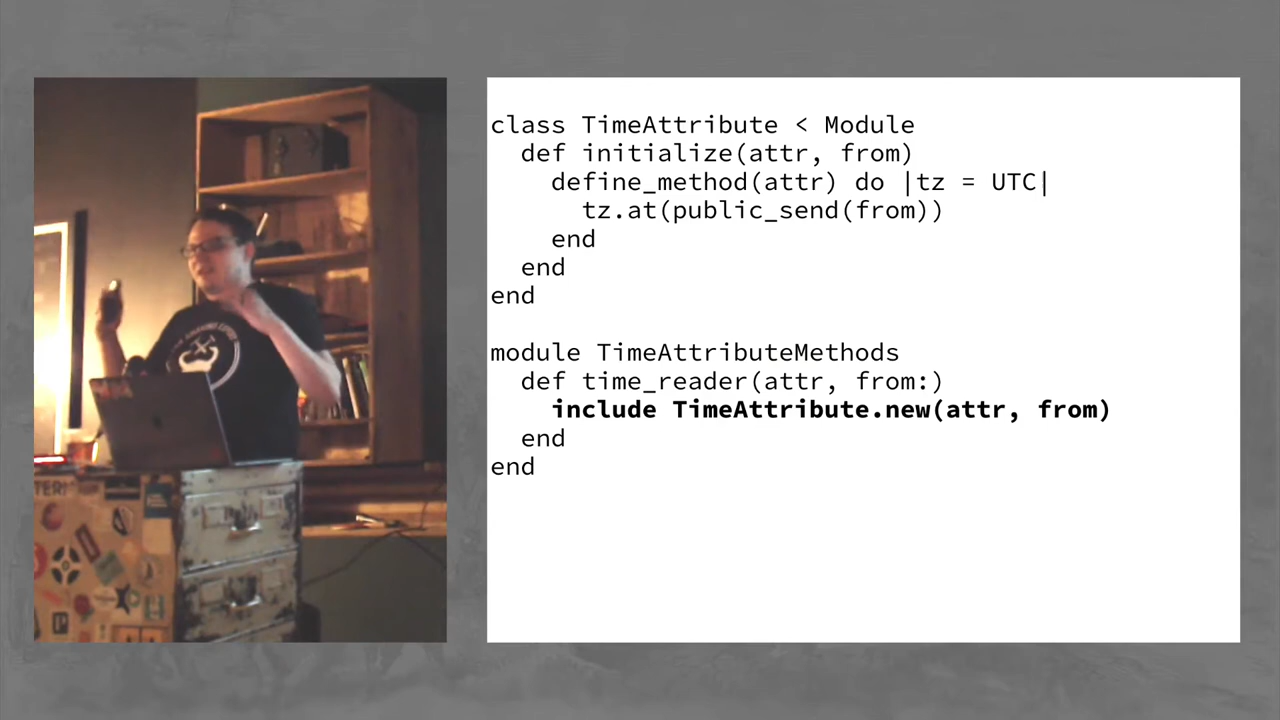 class TimeAttribute < Module
  def initialize(attr, from)
    define_method(attr) do |tz = UTC|
      tz.at(public_send(from))
    end
  end
end

module TimeAttributeMethods
  def time_reader(attr, from:)
    include TimeAttribute.new(attr, from)
  end
end